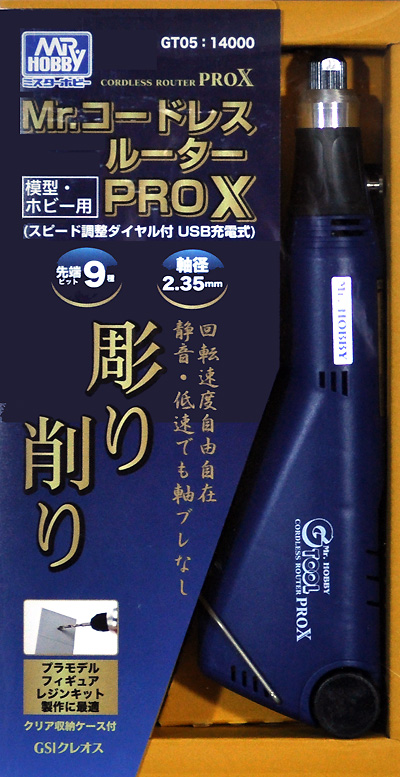 MR HOBBY
ミスターホビー
GT05:14000
CORDLESS ROUTER PROX
Mr.コードレス
ルーター
模型・
ホビー用
PRO X
(スピード調整ダイヤル付 USB充電式)
先端
ビット
9種
軸径
2.35mm
回転速度自由自在
静音・低速でも軸ブレなし
彫り
削り
プラモデル
フィギュア
レジンキット
製作に最適
クリア収納ケース付
GSIクレオス
Mr. HOBBY
Mr. HOBBY
G TOOL
CORDLESS ROUTER
PROX